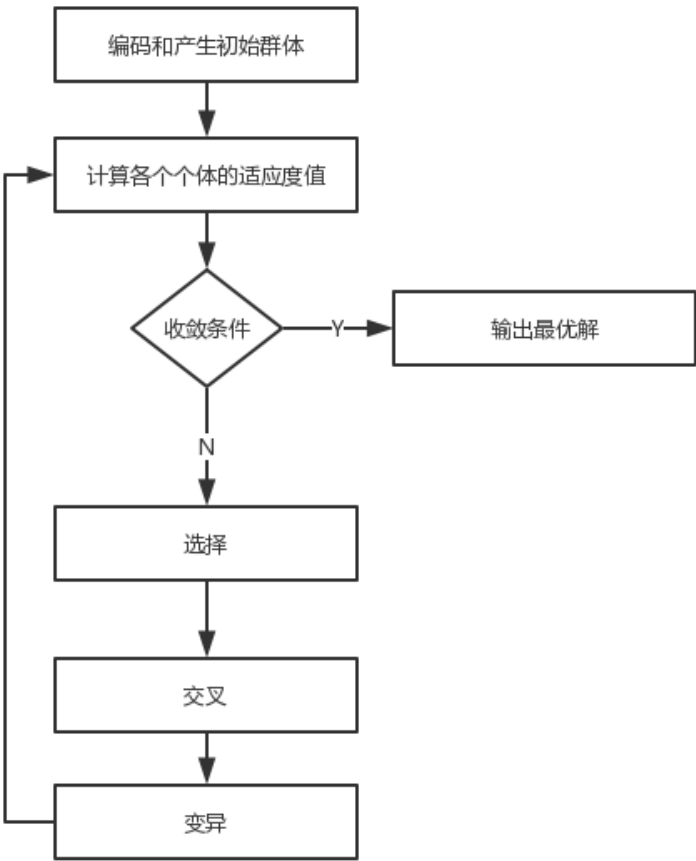 编码和产生初始群体
计算各个个体的适应度值
收敛条件
Y
输出最优解
N
选择
交叉
变异